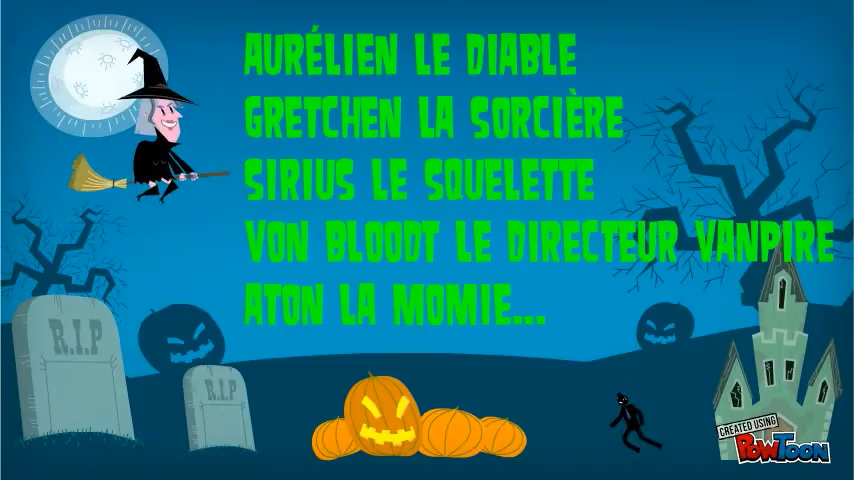 AURÉLIEN LE DIABLE
GRETCHEN LA SORCIÈRE
SIRIUS LE SQUELETTE
VON BLOODT LE DIRECTEUR VANPIRE
ATON LA MOMIE...
R.I.P
R.I.P
CREATED USING
POWTOON